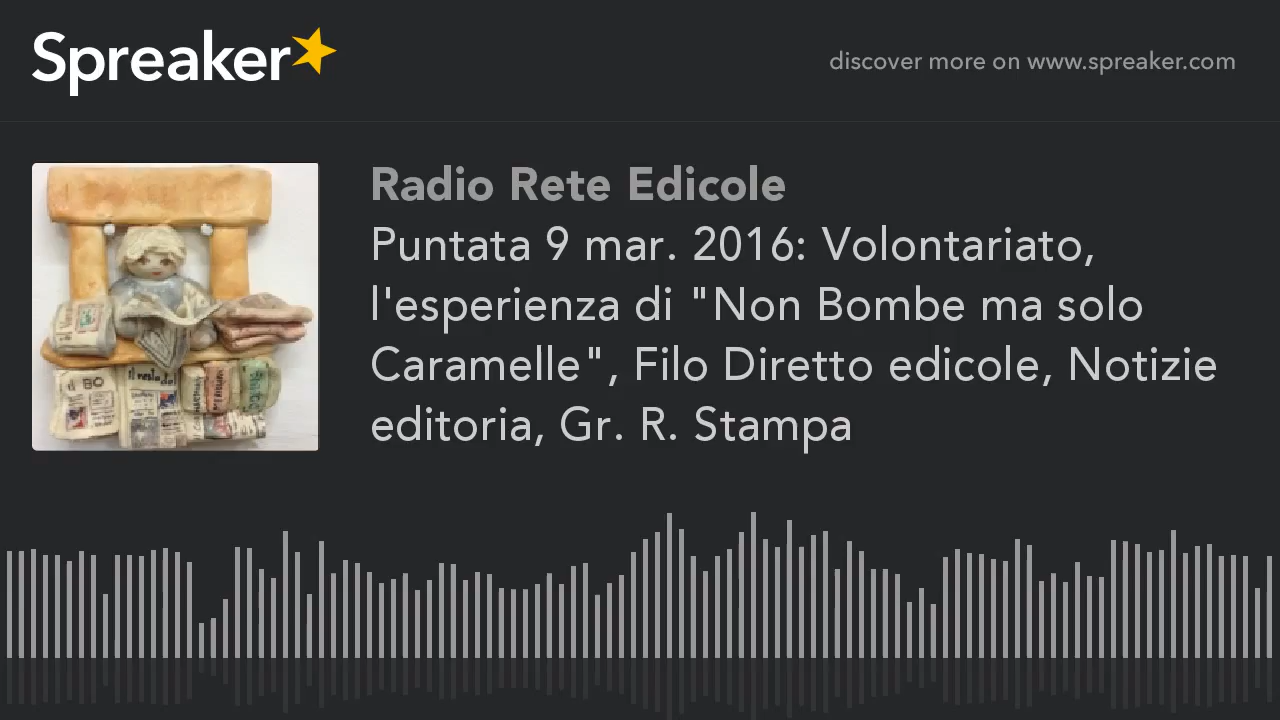 Spreaker
discover more on www.spreaker.com
Radio Rete Edicole
Puntata 9 mar. 2016: Volontariato,
l'esperienza di "Non Bombe ma solo
Caramelle", Filo Diretto edicole, Notizie
editoria, Gr. R. Stampa